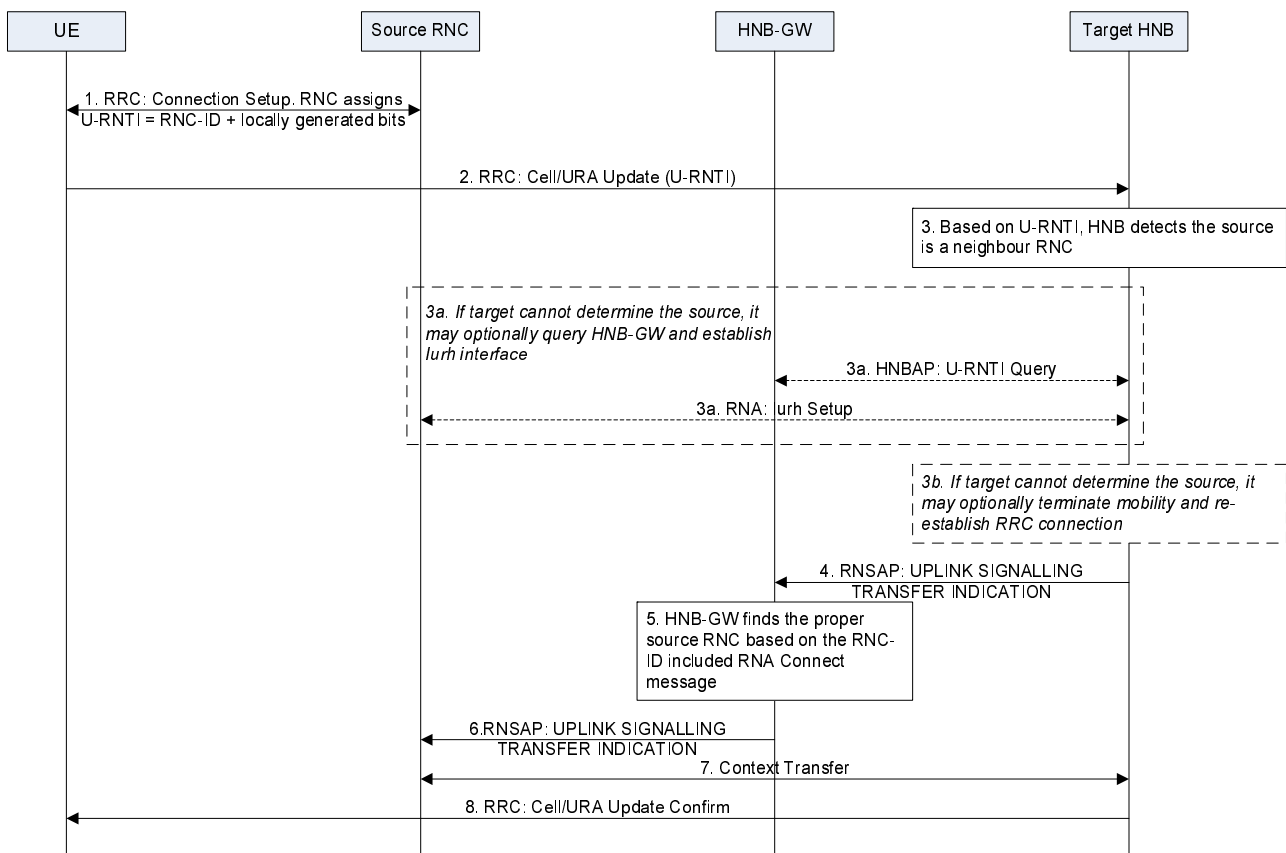 UE
Source RNC
HNB-GW
Target HNB
1. RRC: Connection Setup. RNC assigns
U-RNTI = RNC-ID + locally generated bits
2. RRC: Cell/URA Update (U-RNTI)
3. Based on U-RNTI, HNB detects the source
is a neighbour RNC
3a. If target cannot determine the source, it
may optionally query HNB-GW and establish
Iurh interface
3a. HNBAP: U-RNTI Query
3a. RNA: Iurh Setup
3b. If target cannot determine the source, it
may optionally terminate mobility and re-
establish RRC connection
4. RNSAP: UPLINK SIGNALLING
TRANSFER INDICATION
5. HNB-GW finds the proper
source RNC based on the RNC-
ID included RNA Connect
message
6.RNSAP: UPLINK SIGNALLING
TRANSFER INDICATION
7. Context Transfer
8. RRC: Cell/URA Update Confirm